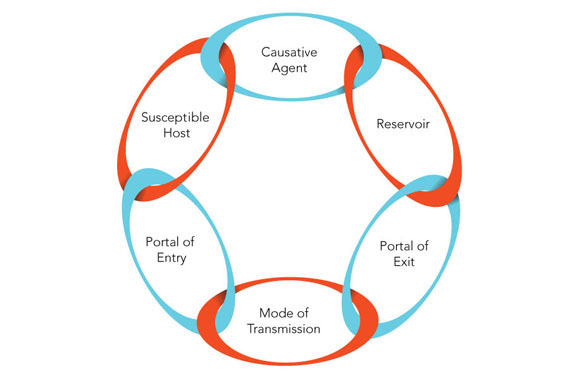 Causative
Agent
Reservoir
Portal of
Exit
Mode of
Transmission
Portal of
Entry
Susceptible
Host